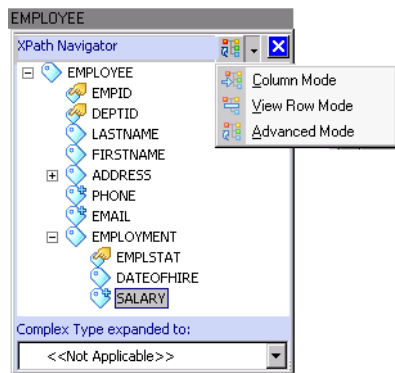 EMPLOYEE
XPath Navigator
EMPLOYEE
EMPID
DEPTID
LASTNAME
FIRSTNAME
ADDRESS
PHONE
EMAIL
EMPLOYMENT
EMPLSTAT
DATEOFHIRE
SALARY
Column Mode
View Row Mode
Advanced Mode
Complex Type expanded to:
<<Not Applicable>>